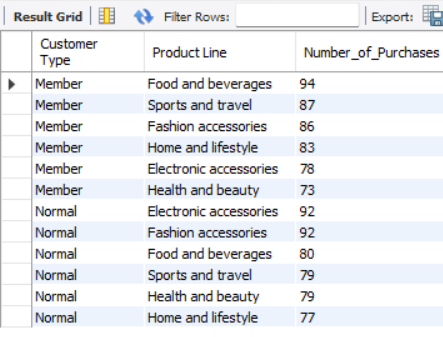 Result Grid Filter Rows: Export:
Customer Type Product Line Number_of_Purchases
Member Food and beverages 94
Member Sports and travel 87
Member Fashion accessories 86
Member Home and lifestyle 83
Member Electronic accessories 78
Member Health and beauty 73
Normal Electronic accessories 92
Normal Fashion accessories 92
Normal Food and beverages 80
Normal Sports and travel 79
Normal Health and beauty 79
Normal Home and lifestyle 77